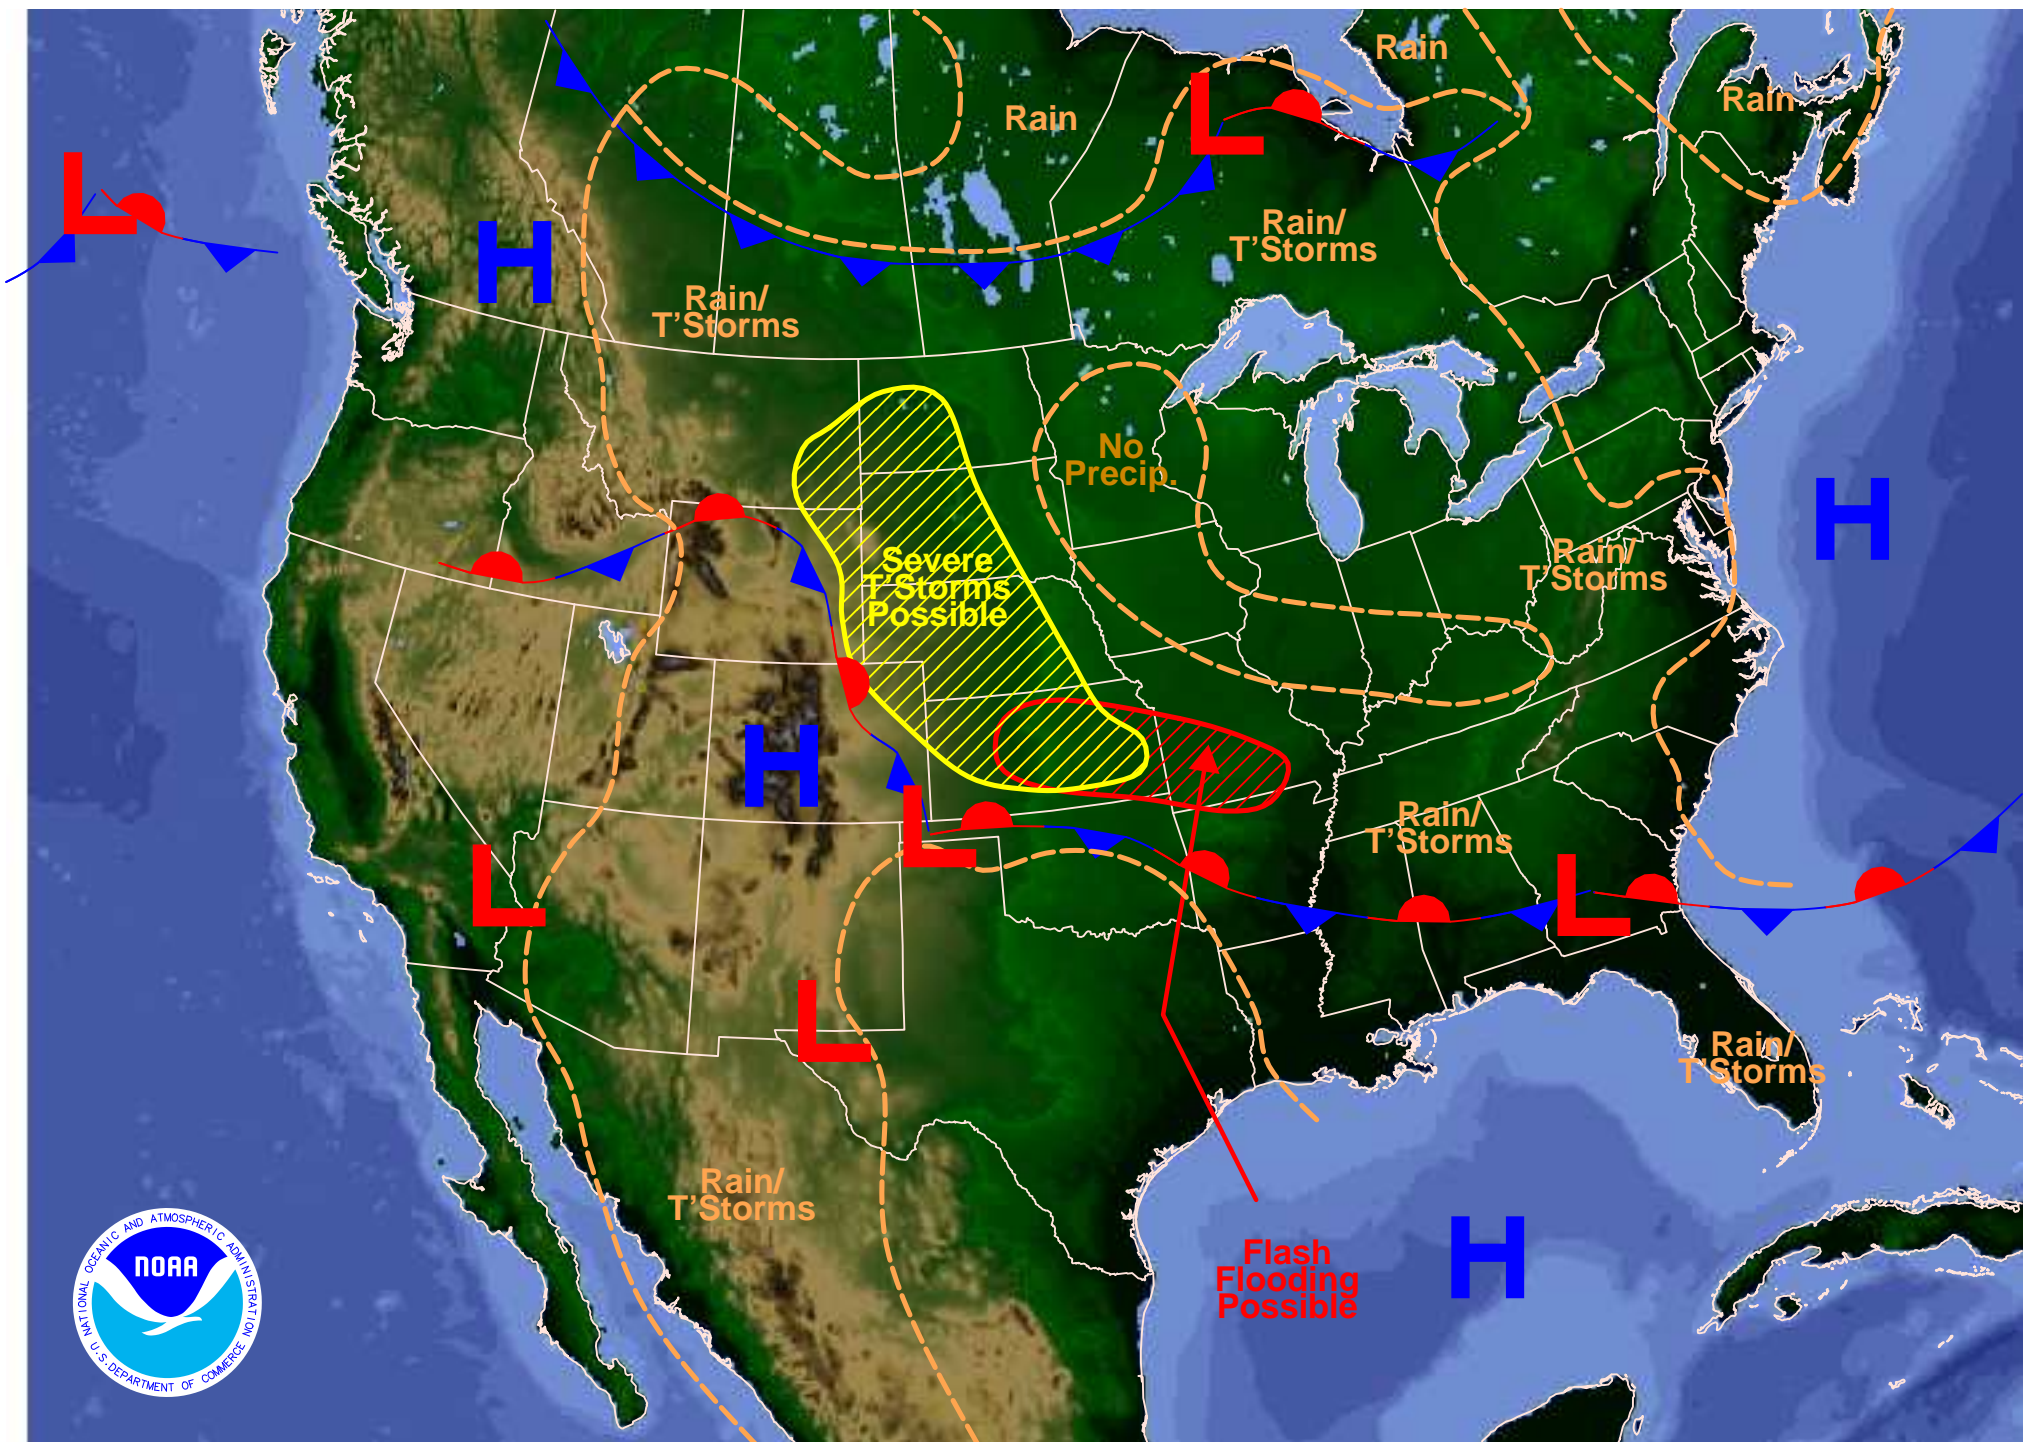 Rain
Rain
Rain
L
L
Rain/
T'Storms
H
Rain/
T'Storms
No
Precip.
H
Severe
T'Storms
Possible
Rain/
T'Storms
H
L
Rain/
T'Storms
L
L
L
Rain/
T'Storms
Rain/
T'Storms
H
Flash
Flooding
Possible
NATIONAL OCEANIC AND ATMOSPHERIC ADMINISTRATION
NOAA
U.S. DEPARTMENT OF COMMERCE